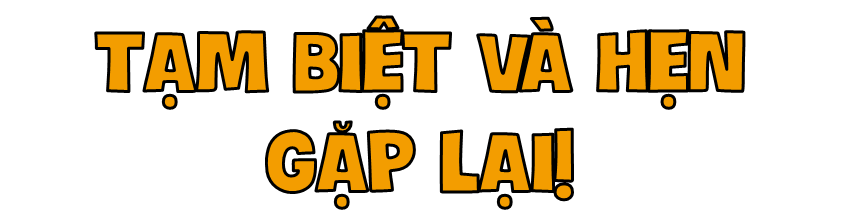 TẠM BIỆT VÀ HẸN
GẶP LẠI!